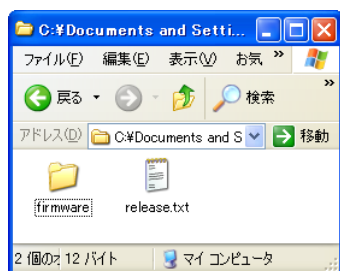 C:¥Documents and Setti...
ファイル(F) 編集(E) 表示(V) お気 »
戻る 検索 »
アドレス(D) C:¥Documents and S 移動
firmware release.txt
2 個のｵ 12 バイト マイ コンピュータ